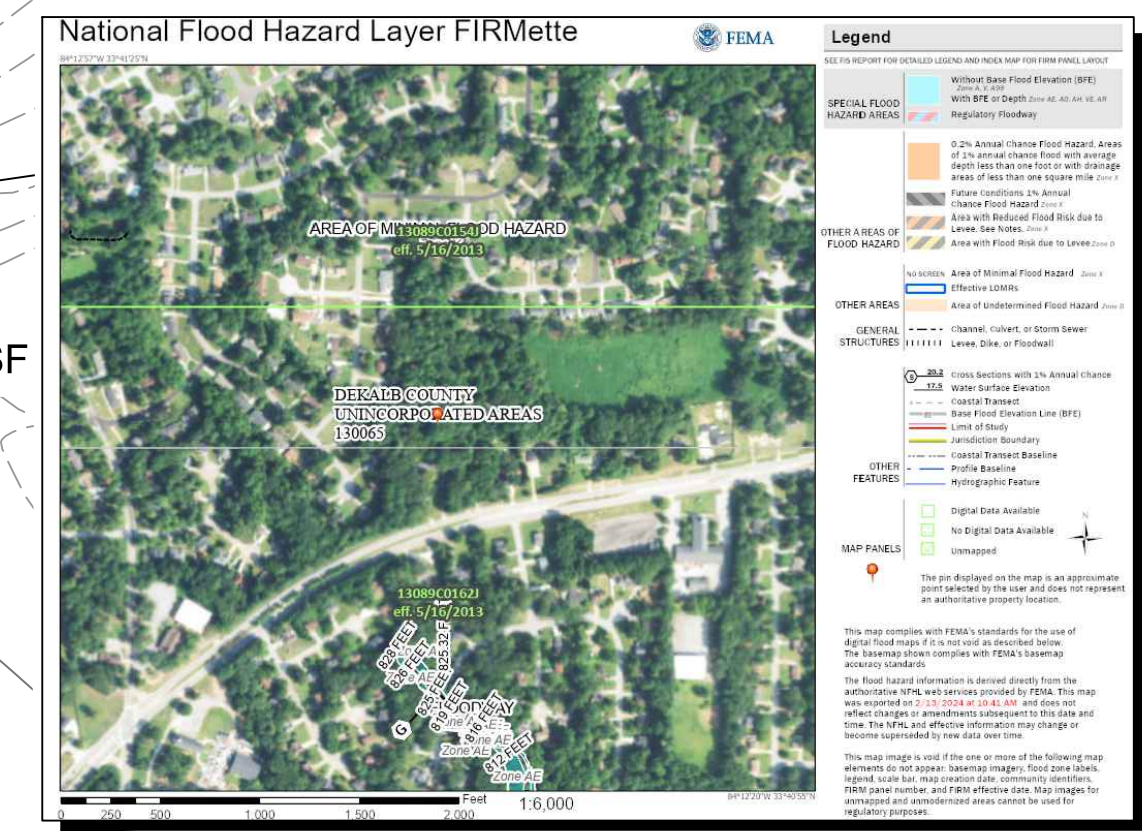 National Flood Hazard Layer FIRMette
FEMA
84°12'57"W 33°41'25"N
AREA OF MINIMAL FLOOD HAZARD
13089C0154J
eff. 5/16/2013
SF
DEKALB COUNTY
UNINCORPORATED AREAS
130065
13089C0162J
eff. 5/16/2013
828 FEET
826 FEET
825.32 F
825 FEET
819 FEET
816 FEET
812 FEET
Zone AE
Zone AE
G
84°12'20"W 33°40'55"N
0 250 500 1,000 1,500 2,000
Feet
1:6,000
Legend
SEE FIS REPORT FOR DETAILED LEGEND AND INDEX MAP FOR FIRM PANEL LAYOUT
SPECIAL FLOOD
HAZARD AREAS
Without Base Flood Elevation (BFE)
Zone A, V, A99
With BFE or Depth Zone AE, AO, AH, VE, AR
Regulatory Floodway
OTHER AREAS OF
FLOOD HAZARD
0.2% Annual Chance Flood Hazard, Areas
of 1% annual chance flood with average
depth less than one foot or with drainage
areas of less than one square mile Zone X
Future Conditions 1% Annual
Chance Flood Hazard Zone X
Area with Reduced Flood Risk due to
Levee. See Notes. Zone X
Area with Flood Risk due to Levee Zone D
OTHER AREAS
NO SCREEN Area of Minimal Flood Hazard Zone X
Effective LOMRs
Area of Undetermined Flood Hazard Zone D
GENERAL
STRUCTURES
Channel, Culvert, or Storm Sewer
Levee, Dike, or Floodwall
OTHER
FEATURES
B 20.2 Cross Sections with 1% Annual Chance
17.5 Water Surface Elevation
Coastal Transect
Base Flood Elevation Line (BFE)
Limit of Study
Jurisdiction Boundary
Coastal Transect Baseline
Profile Baseline
Hydrographic Feature
MAP PANELS
Digital Data Available
No Digital Data Available
Unmapped
N
The pin displayed on the map is an approximate
point selected by the user and does not represent
an authoritative property location.
This map complies with FEMA's standards for the use of
digital flood maps if it is not void as described below.
The basemap shown complies with FEMA's basemap
accuracy standards
The flood hazard information is derived directly from the
authoritative NFHL web services provided by FEMA. This map
was exported on 2/13/2024 at 10:41 AM and does not
reflect changes or amendments subsequent to this date and
time. The NFHL and effective information may change or
become superseded by new data over time.
This map image is void if the one or more of the following map
elements do not appear: basemap imagery, flood zone labels,
legend, scale bar, map creation date, community identifiers,
FIRM panel number, and FIRM effective date. Map images for
unmapped and unmodernized areas cannot be used for
regulatory purposes.